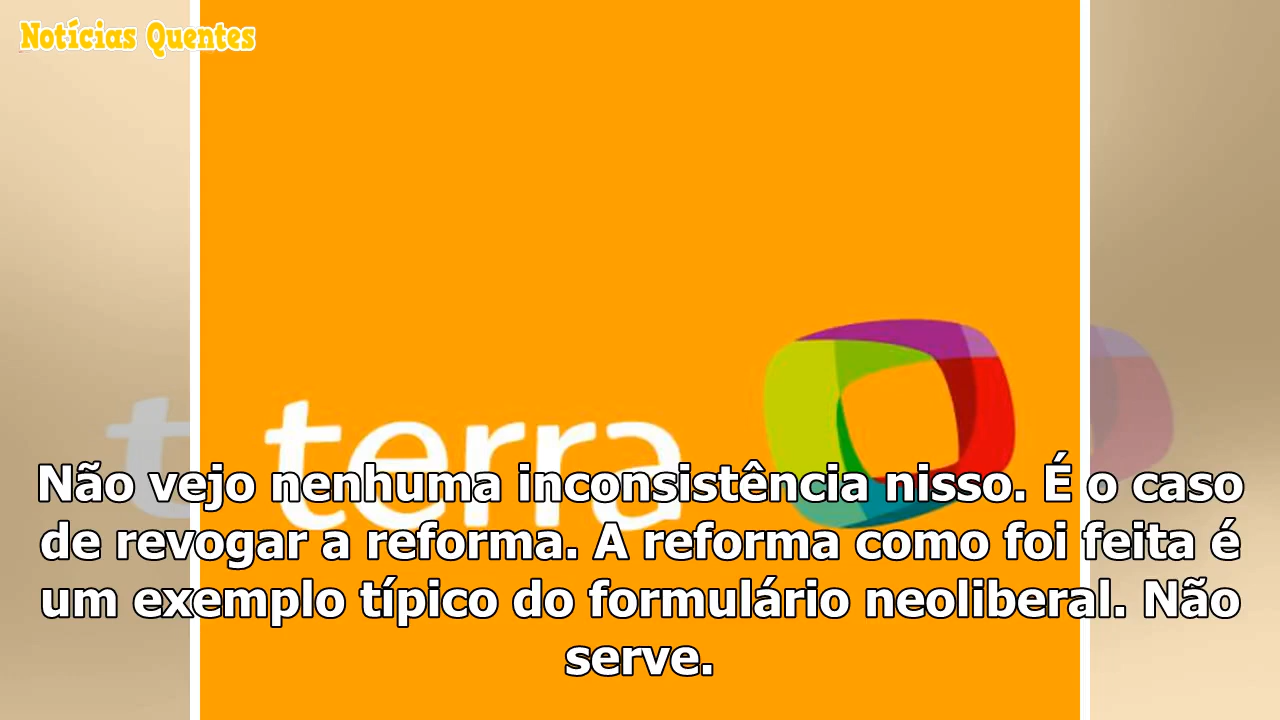 Notícias Quentes
t terra
Não vejo nenhuma inconsistência nisso. É o caso
de revogar a reforma. A reforma como foi feita é
um exemplo típico do formulário neoliberal. Não
serve.